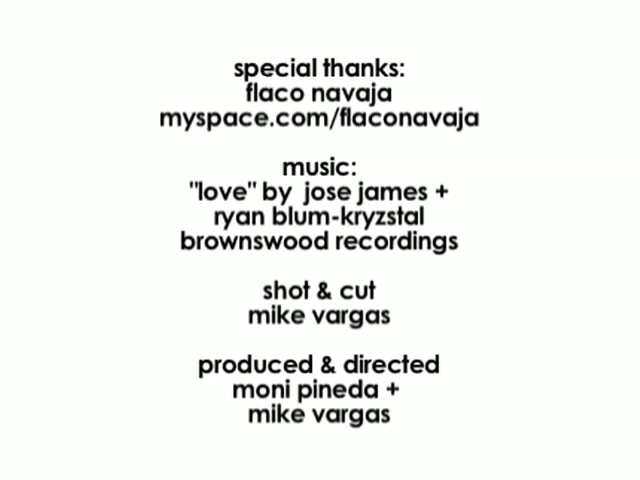 special thanks:
flaco navaja
myspace.com/flaconavaja
music:
"love" by jose james +
ryan blum-kryzstal
brownswood recordings
shot & cut
mike vargas
produced & directed
moni pineda +
mike vargas